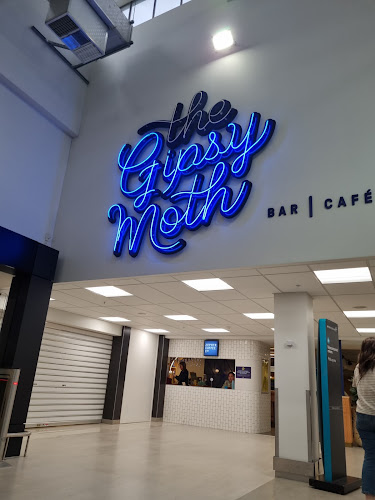 the
Gipsy
Moth
BAR | CAFÉ